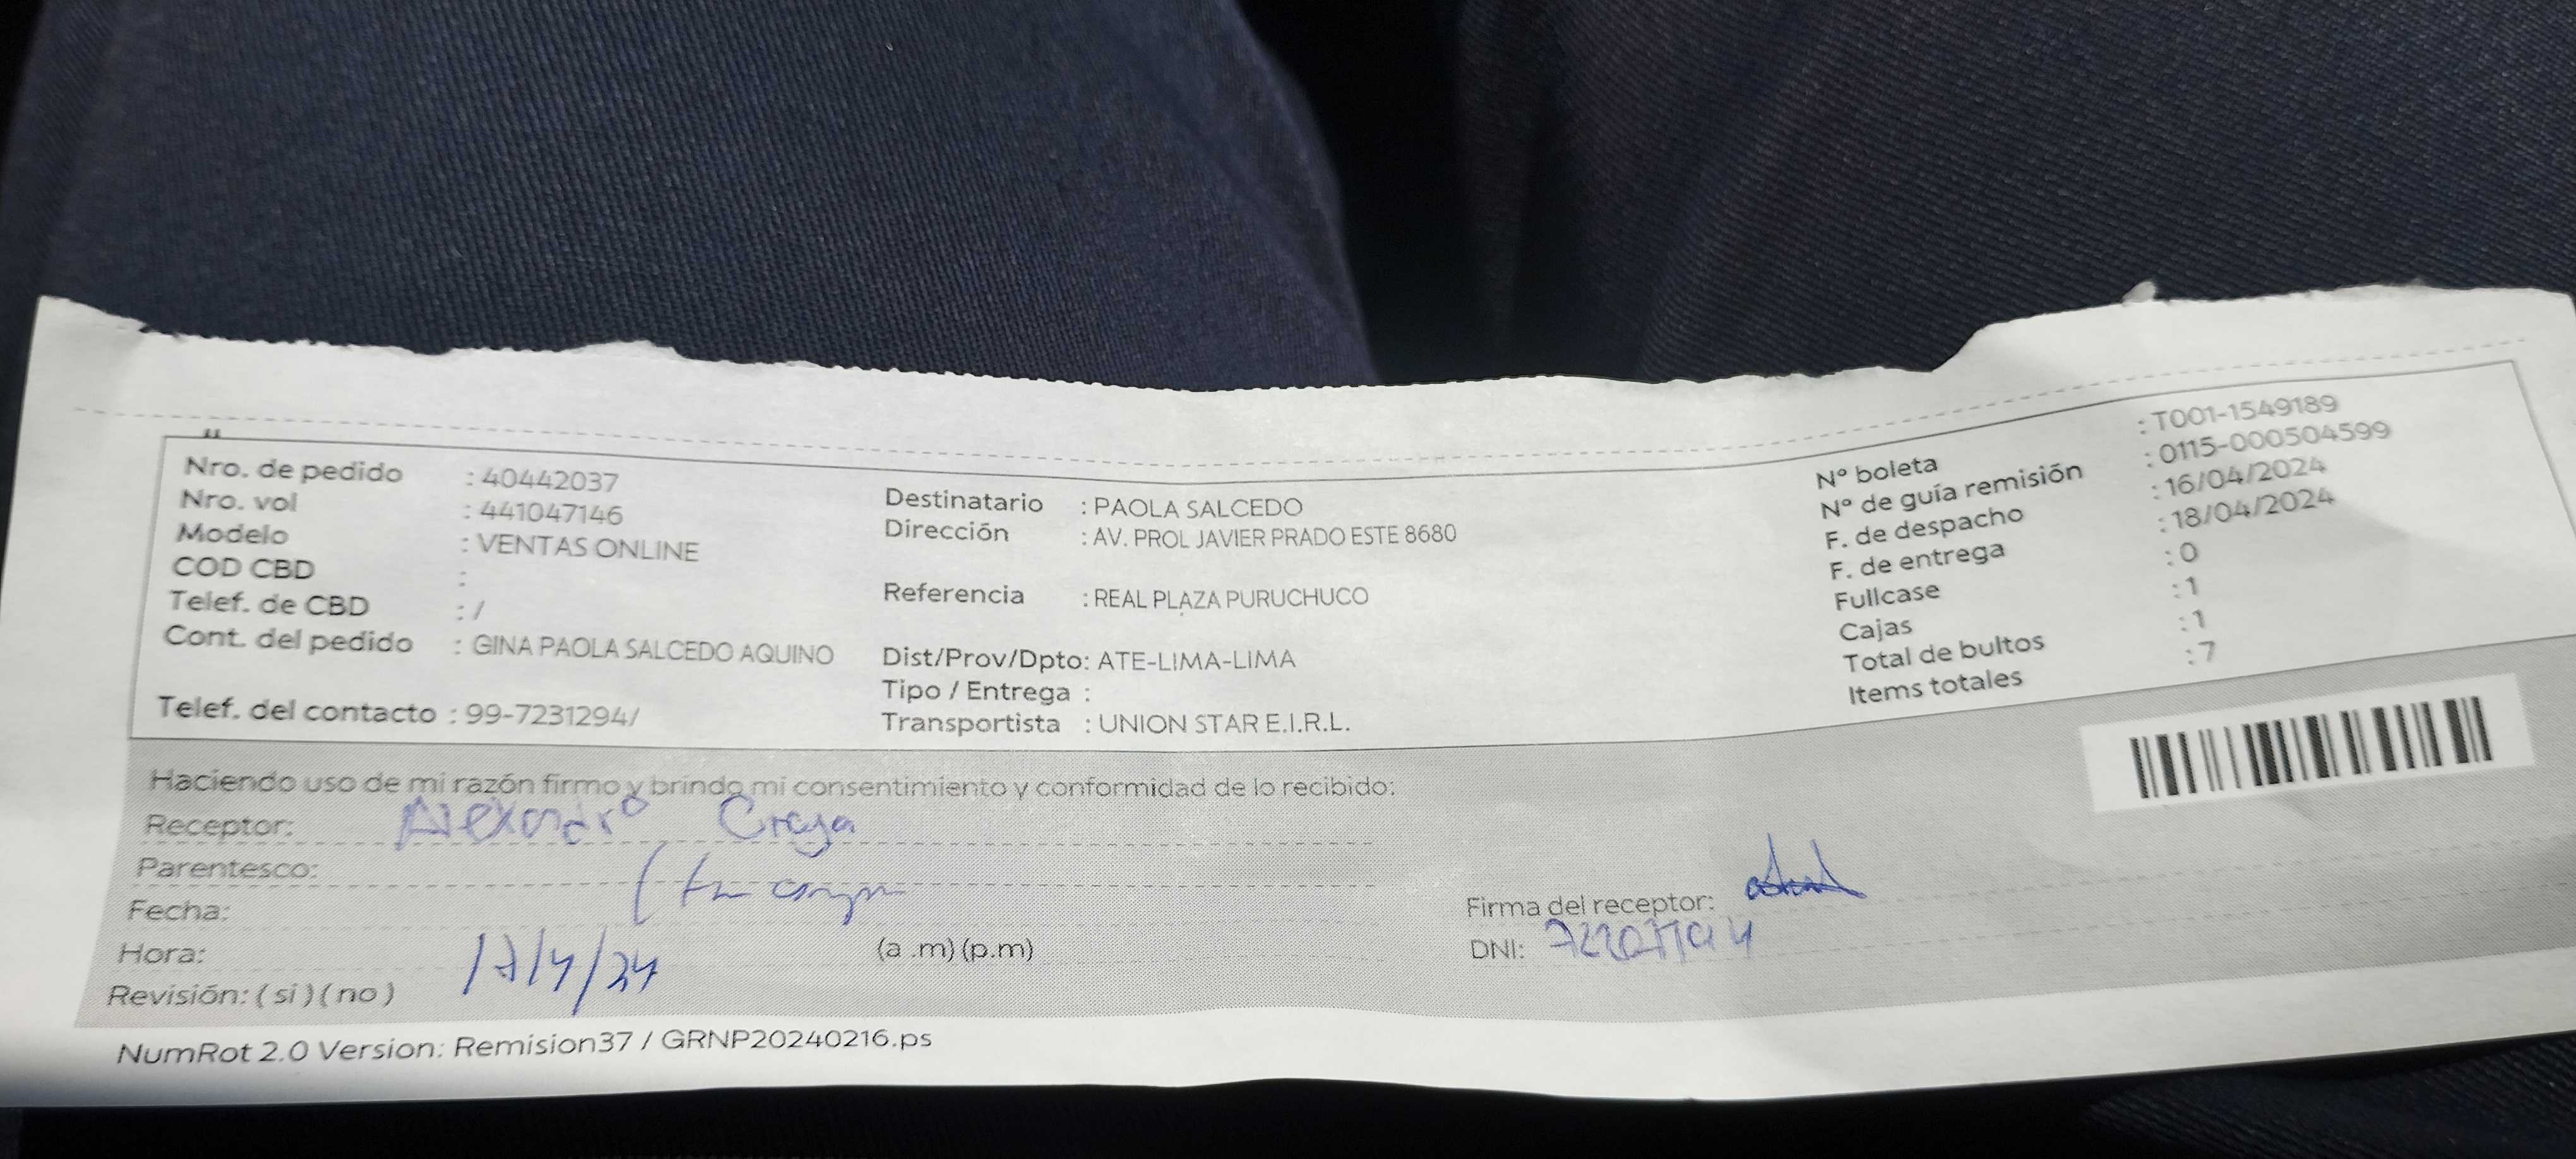 Nro. de pedido : 40442037
Nro. vol : 441047146
Modelo : VENTAS ONLINE
COD CBD :
Telef. de CBD : /
Cont. del pedido : GINA PAOLA SALCEDO AQUINO
Telef. del contacto : 99-7231294/
Destinatario : PAOLA SALCEDO
Dirección : AV. PROL JAVIER PRADO ESTE 8680
Referencia : REAL PLAZA PURUCHUCO
Dist/Prov/Dpto: ATE-LIMA-LIMA
Tipo / Entrega :
Transportista : UNION STAR E.I.R.L.
N° boleta : T001-1549189
N° de guía remisión : 0115-000504599
F. de despacho : 16/04/2024
F. de entrega : 18/04/2024
Fullcase : 0
Cajas : 1
Total de bultos : 1
Items totales : 7
Haciendo uso de mi razón firmo y brindo mi consentimiento y conformidad de lo recibido:
Receptor:
Parentesco:
Fecha:
Hora: 17/4/24 (a .m) (p.m)
Revisión: ( si ) ( no )
Firma del receptor:
DNI:
NumRot 2.0 Version: Remision37 / GRNP20240216.ps